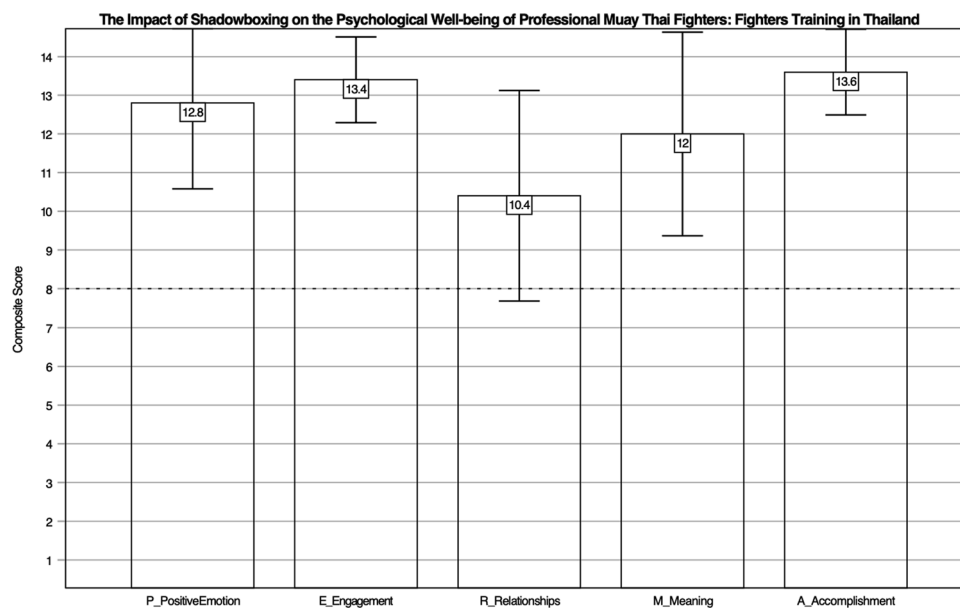 The Impact of Shadowboxing on the Psychological Well-being of Professional Muay Thai Fighters: Fighters Training in Thailand
14
13
12
11
10
9
8
7
6
5
4
3
2
1
Composite Score
12.8
13.4
10.4
12
13.6
P_PositiveEmotion
E_Engagement
R_Relationships
M_Meaning
A_Accomplishment